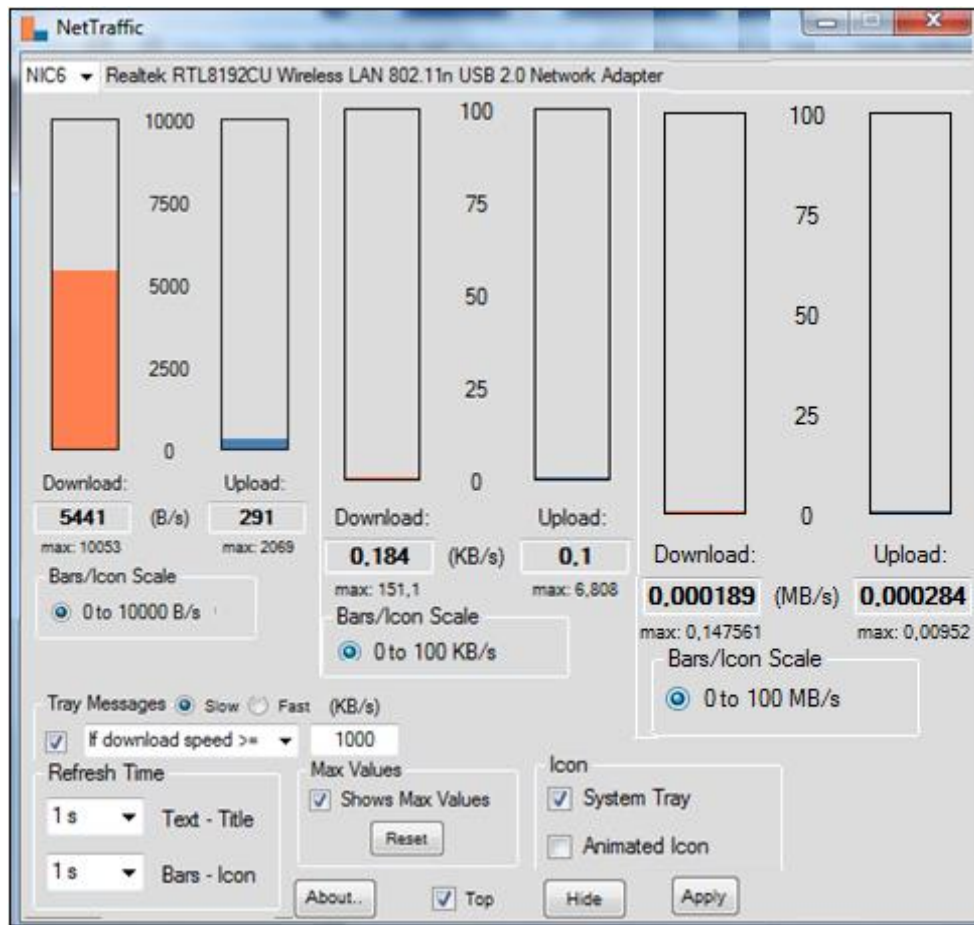 NetTraffic
NIC6 Realtek RTL8192CU Wireless LAN 802.11n USB 2.0 Network Adapter
10000
7500
5000
2500
0
Download: Upload:
5441 (B/s) 291
max: 10053 max: 2069
Bars/Icon Scale
0 to 10000 B/s
100
75
50
25
0
Download: Upload:
0,184 (KB/s) 0,1
max: 151,1 max: 6,808
Bars/Icon Scale
0 to 100 KB/s
100
75
50
25
0
Download: Upload:
0,000189 (MB/s) 0,000284
max: 0,147561 max: 0,00952
Bars/Icon Scale
0 to 100 MB/s
Tray Messages Slow Fast (KB/s)
If download speed >= 1000
Refresh Time
1 s Text - Title
1 s Bars - Icon
Max Values
Shows Max Values
Reset
Icon
System Tray
Animated Icon
About.. Top Hide Apply